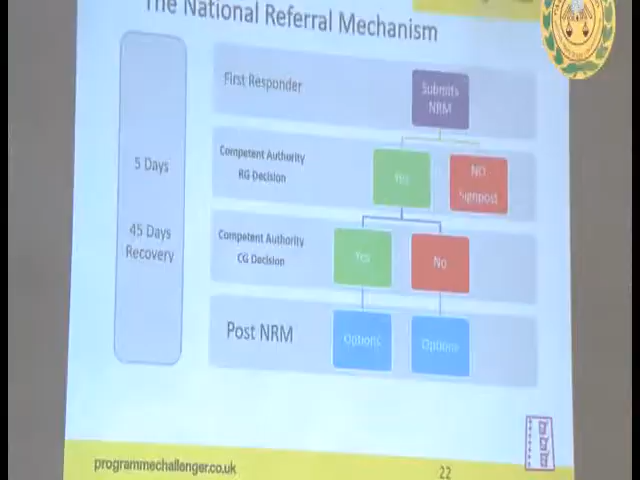 The National Referral Mechanism
First Responder
Submits
NRM
5 Days
Competent Authority
RG Decision
Yes
NO
Signpost
45 Days
Recovery
Competent Authority
CG Decision
Yes
No
Post NRM
Options
Options
programmechallenger.co.uk
22